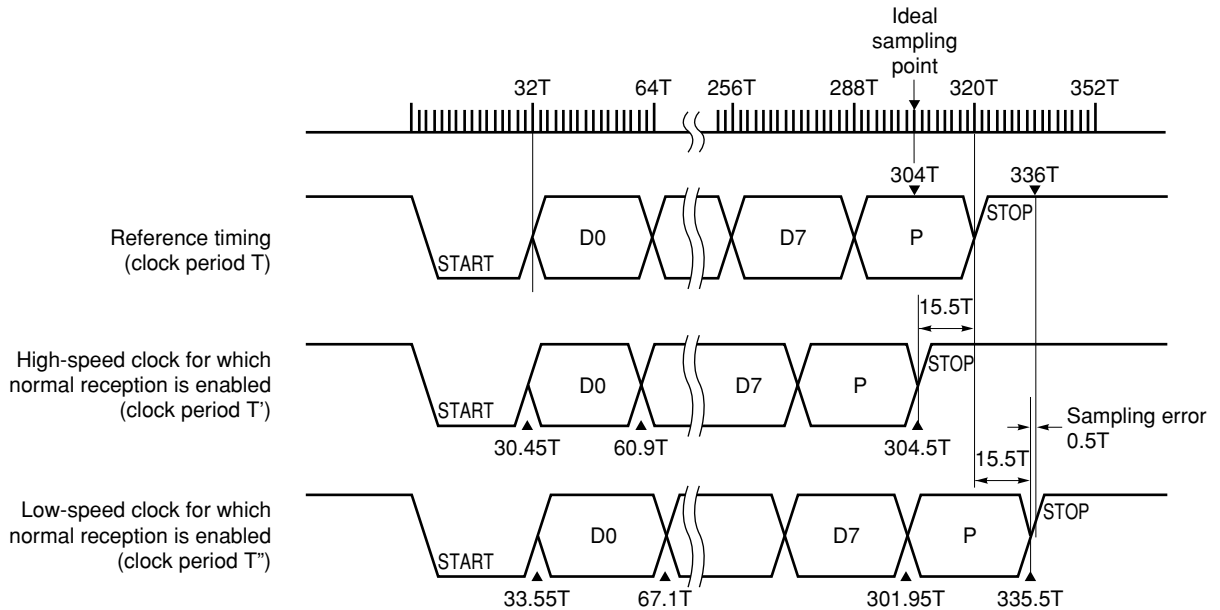 Ideal
sampling
point
32T 64T 256T 288T 320T 352T
304T 336T
Reference timing
(clock period T)
START D0 D7 P STOP
15.5T
High-speed clock for which
normal reception is enabled
(clock period T')
START D0 D7 P STOP
30.45T 60.9T 304.5T
Sampling error
0.5T
15.5T
Low-speed clock for which
normal reception is enabled
(clock period T")
START D0 D7 P STOP
33.55T 67.1T 301.95T 335.5T